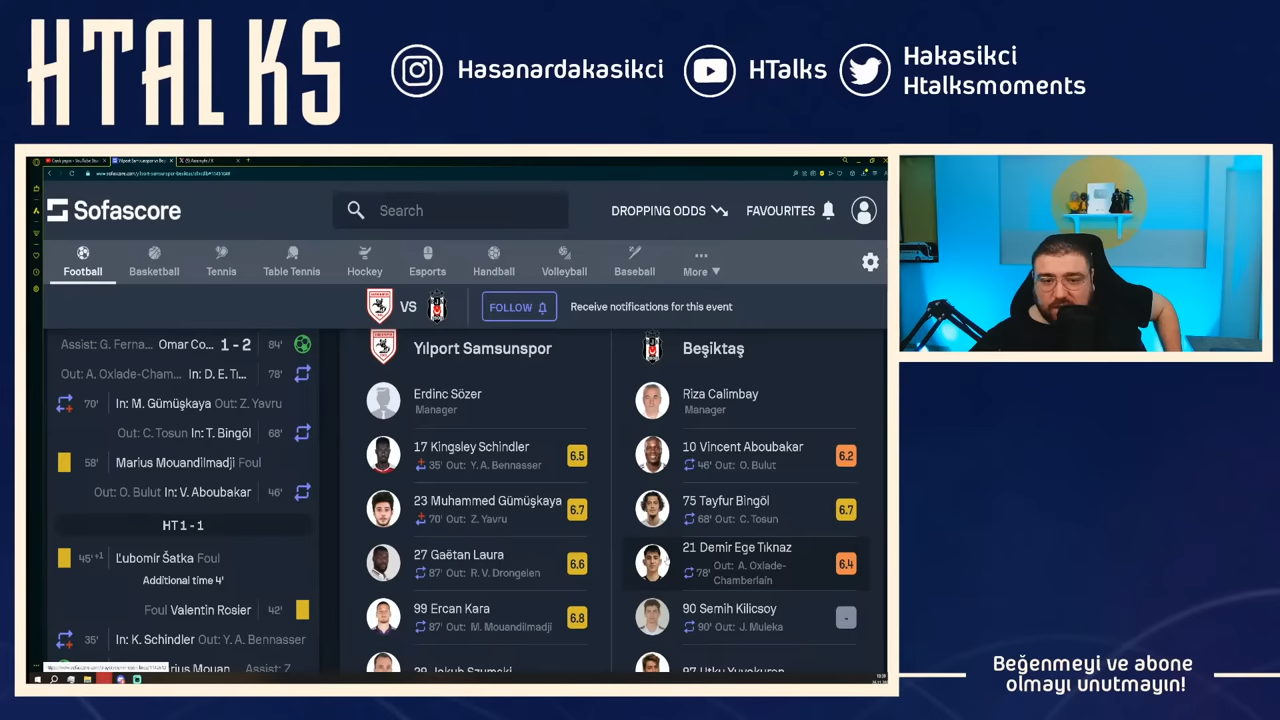 HTALKS
Hasanardakasikci
HTalks
Hakasikci
Htalksmoments
Sofascore
Search
DROPPING ODDS
FAVOURITES
Football
Basketball
Tennis
Table Tennis
Hockey
Esports
Handball
Volleyball
Baseball
More
VS
FOLLOW
Receive notifications for this event
Assist: G. Ferna... Omar Co... 1 - 2 84'
Out: A. Oxlade-Cham... In: D. E. Tı... 78'
70' In: M. Gümüşkaya Out: Z. Yavru
Out: C. Tosun In: T. Bingöl 68'
58' Marius Mouandilmadji Foul
Out: O. Bulut In: V. Aboubakar 46'
HT 1 - 1
45'+1 Ľubomír Šatka Foul
Additional time 4'
Foul Valentin Rosier 42'
35' In: K. Schindler Out: Y. A. Bennasser
Yılport Samsunspor
Erdinc Sözer
Manager
17 Kingsley Schindler
35' Out: Y. A. Bennasser
6.5
23 Muhammed Gümüşkaya
70' Out: Z. Yavru
6.7
27 Gaëtan Laura
87' Out: R. V. Drongelen
6.6
99 Ercan Kara
87' Out: M. Mouandilmadji
6.8
Beşiktaş
Riza Calimbay
Manager
10 Vincent Aboubakar
46' Out: O. Bulut
6.2
75 Tayfur Bingöl
68' Out: C. Tosun
6.7
21 Demir Ege Tıknaz
78' Out: A. Oxlade-
Chamberlain
6.4
90 Semih Kilicsoy
90' Out: J. Muleka
-
Beğenmeyi ve abone
olmayı unutmayın!